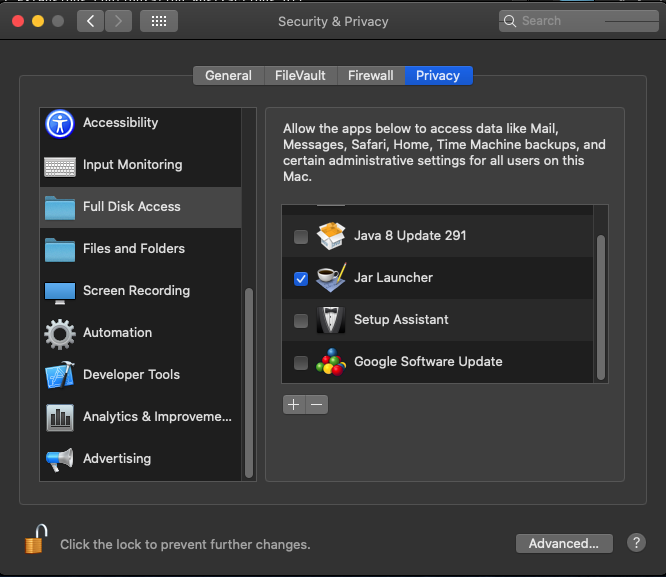 Security & Privacy
Search
General
FileVault
Firewall
Privacy
Accessibility
Input Monitoring
Full Disk Access
Files and Folders
Screen Recording
Automation
Developer Tools
Analytics & Improveme...
Advertising
Allow the apps below to access data like Mail,
Messages, Safari, Home, Time Machine backups, and
certain administrative settings for all users on this
Mac.
Java 8 Update 291
Jar Launcher
Setup Assistant
Google Software Update
+
−
Click the lock to prevent further changes.
Advanced...
?